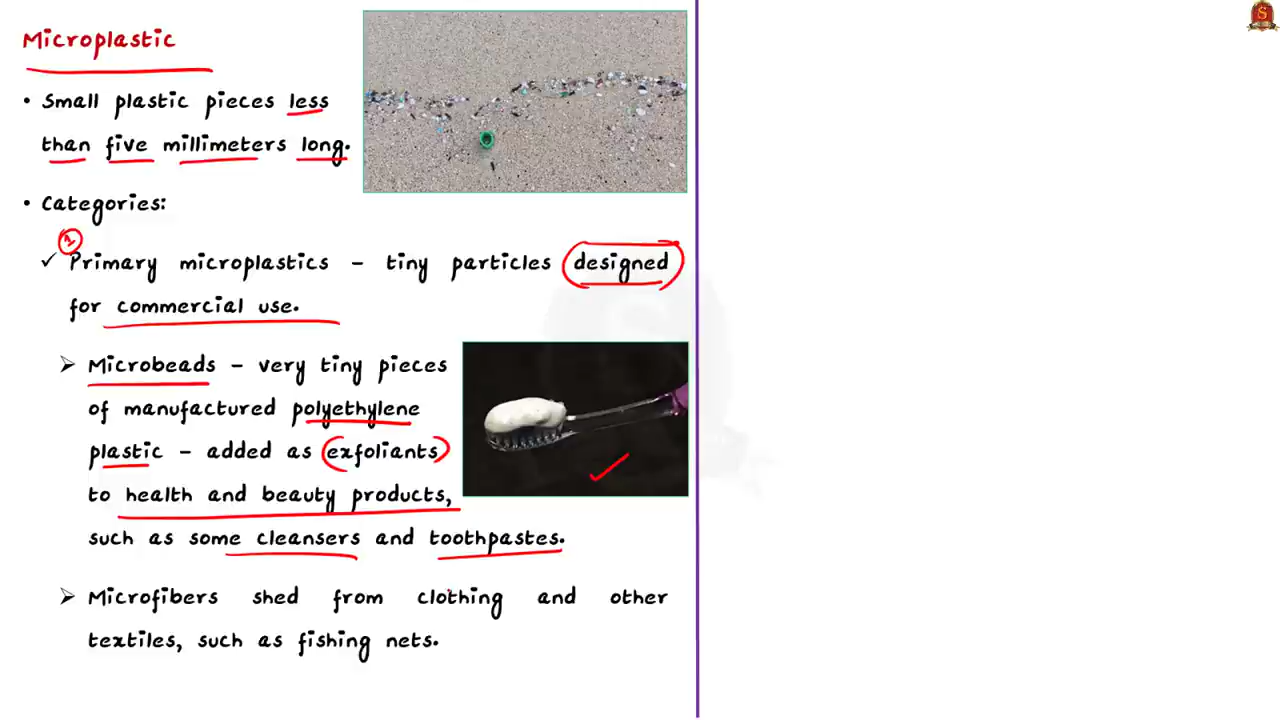 Microplastic
• Small plastic pieces less
than five millimeters long.
• Categories:
1
✓ Primary microplastics – tiny particles designed
for commercial use.
➢ Microbeads – very tiny pieces
of manufactured polyethylene
plastic – added as exfoliants
to health and beauty products,
such as some cleansers and toothpastes.
➢ Microfibers shed from clothing and other
textiles, such as fishing nets.
S